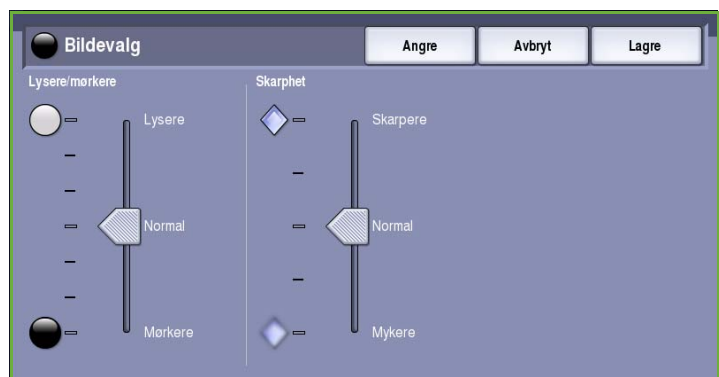 Bildevalg
Angre
Avbryt
Lagre
Lysere/mørkere
Lysere
Normal
Mørkere
Skarphet
Skarpere
Normal
Mykere